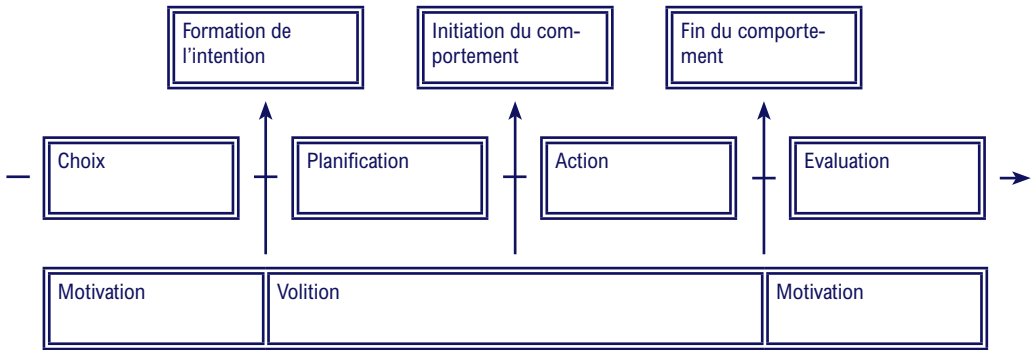 Formation de
l’intention
Initiation du com-
portement
Fin du comporte-
ment
Choix
Planification
Action
Evaluation
Motivation
Volition
Motivation